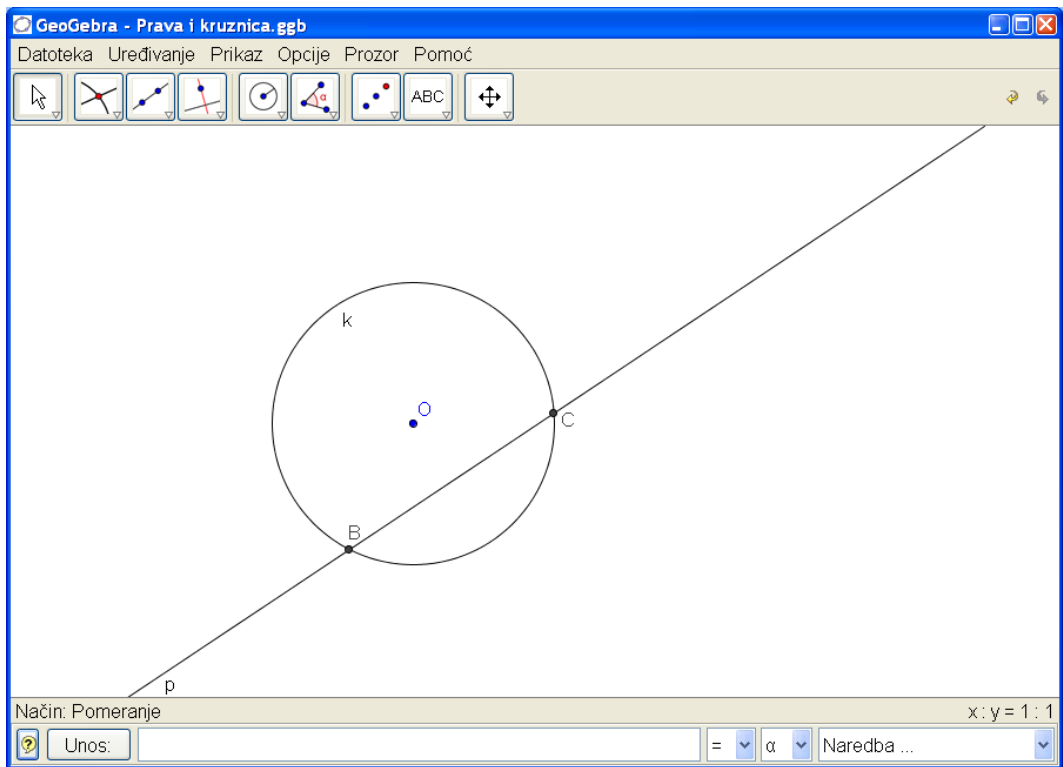 GeoGebra - Prava i kruznica.ggb
Datoteka Uređivanje Prikaz Opcije Prozor Pomoć
α
ABC
k
O
C
B
p
Način: Pomeranje
x : y = 1 : 1
Unos:
=
α
Naredba ...